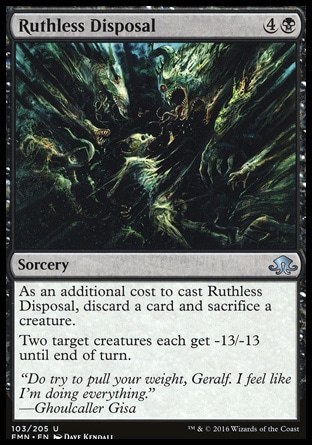 Ruthless Disposal 4
Sorcery
As an additional cost to cast Ruthless
Disposal, discard a card and sacrifice a
creature.
Two target creatures each get -13/-13
until end of turn.
“Do try to pull your weight, Geralf. I feel like
I’m doing everything.”
—Ghoulcaller Gisa
103/205 U
EMN • EN Dave Kendall
™ & © 2016 Wizards of the Coast